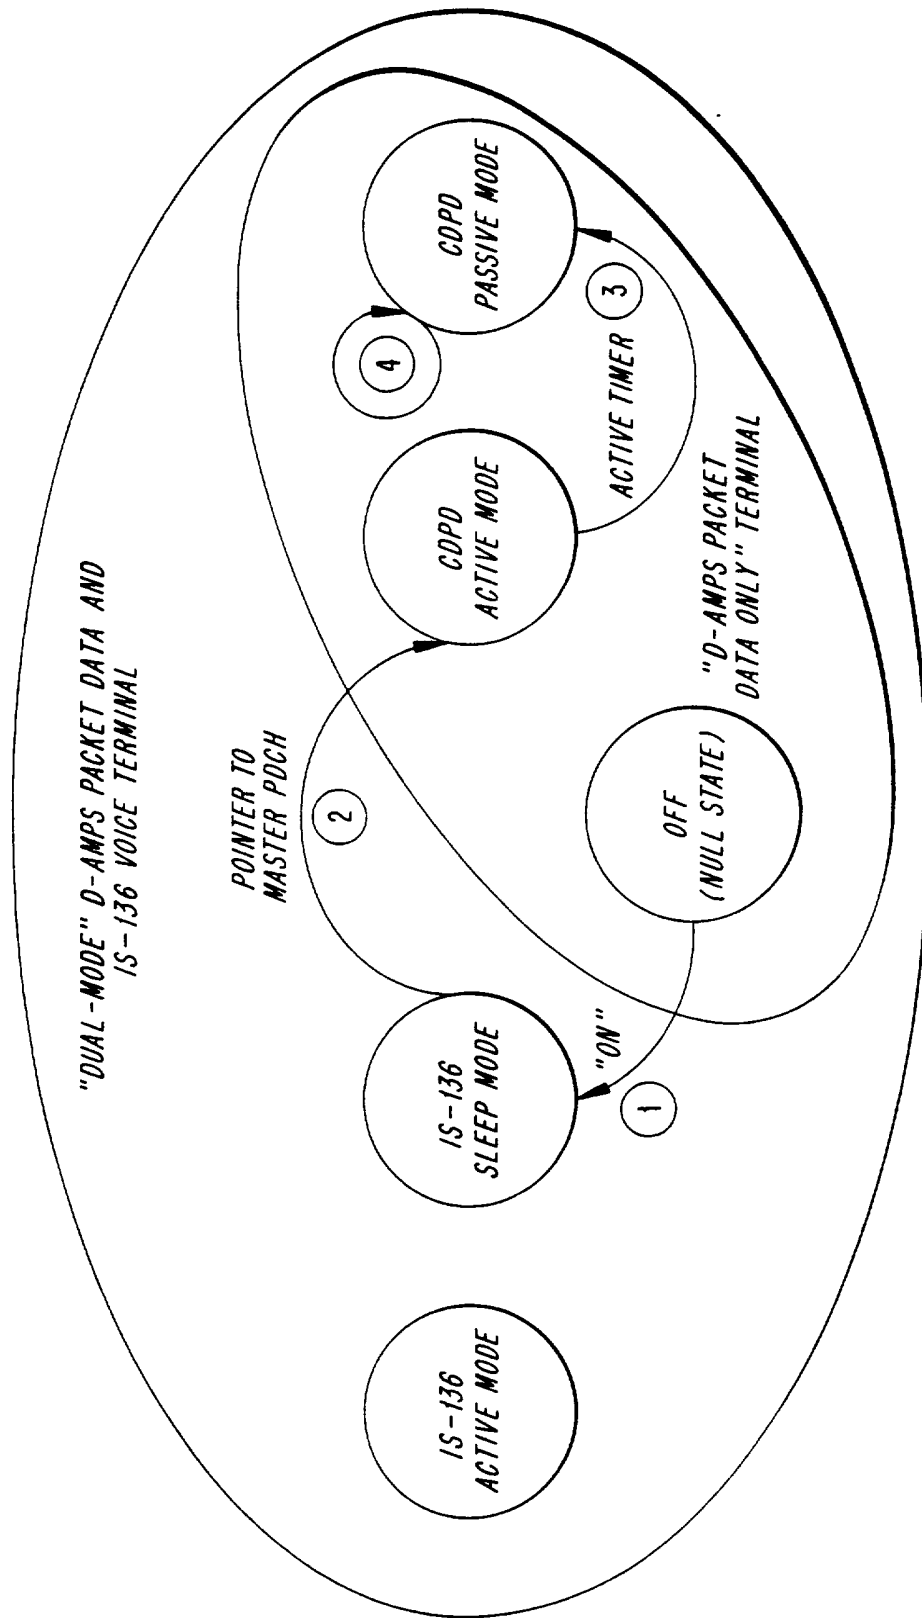 "DUAL-MODE" D-AMPS PACKET DATA AND
IS-136 VOICE TERMINAL
POINTER TO
MASTER PDCH
2
4
IS-136
ACTIVE MODE
IS-136
SLEEP MODE
CDPD
ACTIVE MODE
CDPD
PASSIVE MODE
"ON"
1
ACTIVE TIMER
3
OFF
(NULL STATE)
"D-AMPS PACKET
DATA ONLY" TERMINAL